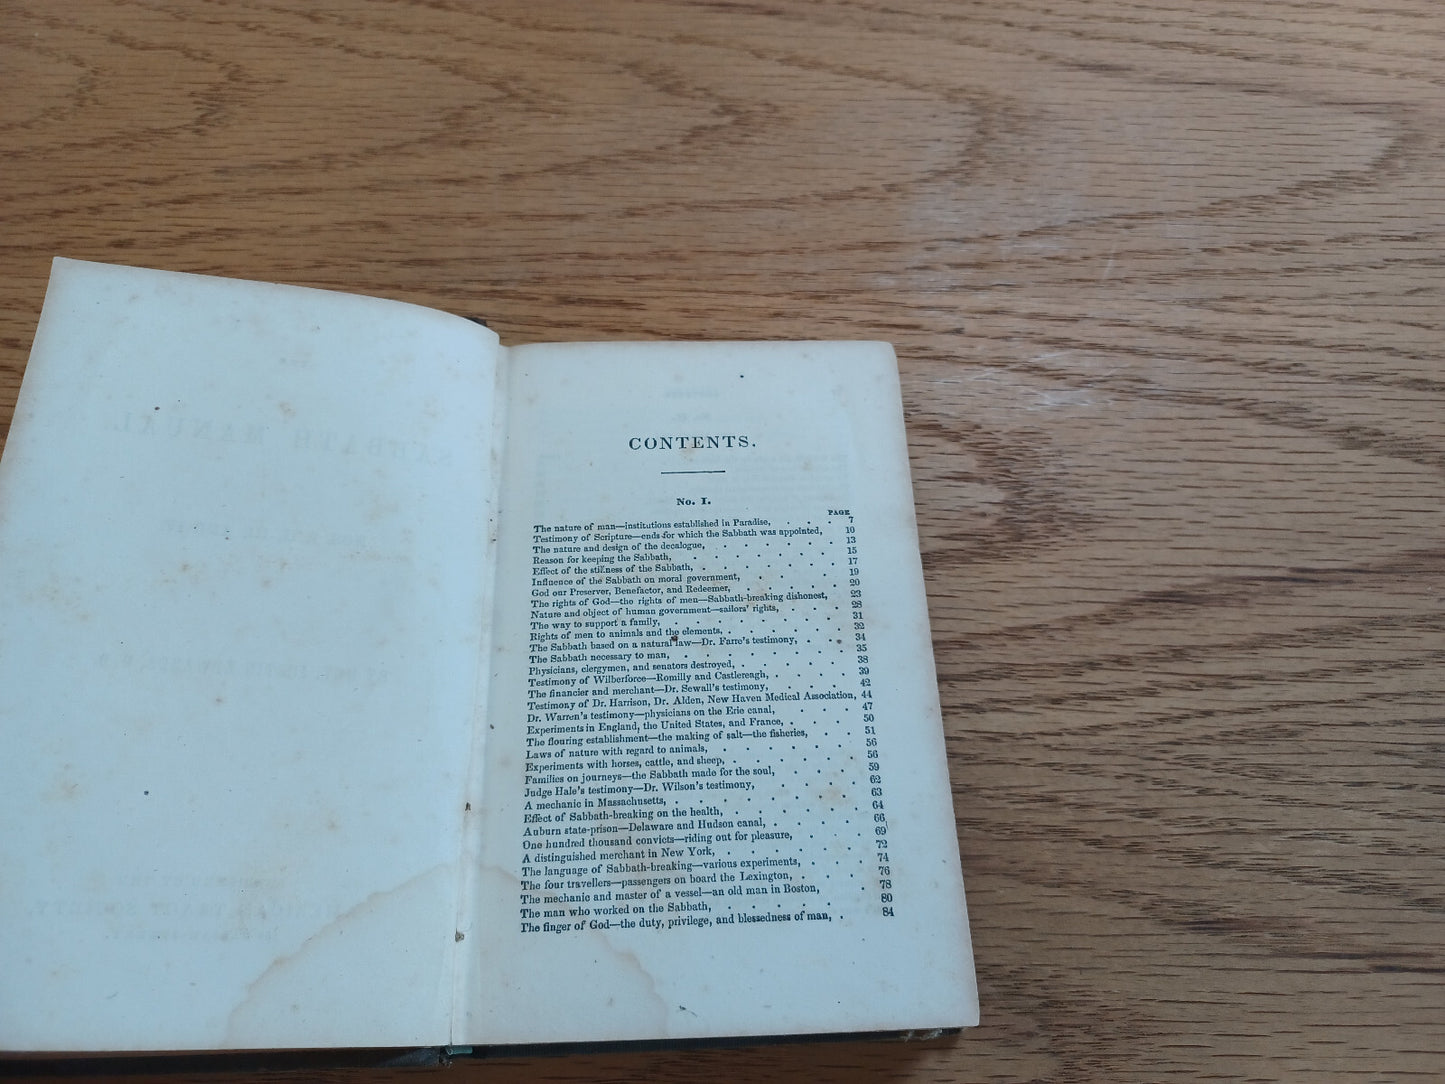 SABBATH MANUAL.
CONTENTS.
No. I.
PAGE
The nature of man—institutions established in Paradise, . . . 7
Testimony of Scripture—ends for which the Sabbath was appointed, 10
The nature and design of the decalogue, . . . . . . 13
Reason for keeping the Sabbath, . . . . . . . 15
Effect of the stillness of the Sabbath, . . . . . . . 17
Influence of the Sabbath on moral government, . . . . 19
God our Preserver, Benefactor, and Redeemer, . . . . . 20
The rights of God—the rights of men—Sabbath-breaking dishonest, 23
Nature and object of human government—sailors' rights, . . . 28
The way to support a family, . . . . . . . . 31
Rights of men to animals and the elements, . . . . . . 32
The Sabbath based on a natural law—Dr. Farre's testimony, . . 34
The Sabbath necessary to man, . . . . . . . 35
Physicians, clergymen, and senators destroyed, . . . . . 38
Testimony of Wilberforce—Romilly and Castlereagh, . . . . 39
The financier and merchant—Dr. Sewall's testimony, . . . . 42
Testimony of Dr. Harrison, Dr. Alden, New Haven Medical Association, 44
Dr. Warren's testimony—physicians on the Erie canal, . . . 47
Experiments in England, the United States, and France, . . . . 50
The flouring establishment—the making of salt—the fisheries, . . 51
Laws of nature with regard to animals, . . . . . . 56
Experiments with horses, cattle, and sheep, . . . . . . 56
Families on journeys—the Sabbath made for the soul, . . . . 59
Judge Hale's testimony—Dr. Wilson's testimony, . . . . 62
A mechanic in Massachusetts, . . . . . . . . 63
Effect of Sabbath-breaking on the health, . . . . . . 64
Auburn state-prison—Delaware and Hudson canal, . . . . 66
One hundred thousand convicts—riding out for pleasure, . . . 69
A distinguished merchant in New York, . . . . . . 72
The language of Sabbath-breaking—various experiments, . . . 74
The four travellers—passengers on board the Lexington, . . . 76
The mechanic and master of a vessel—an old man in Boston, . 78
The man who worked on the Sabbath, . . . . . . 80
The finger of God—the duty, privilege, and blessedness of man, . 84